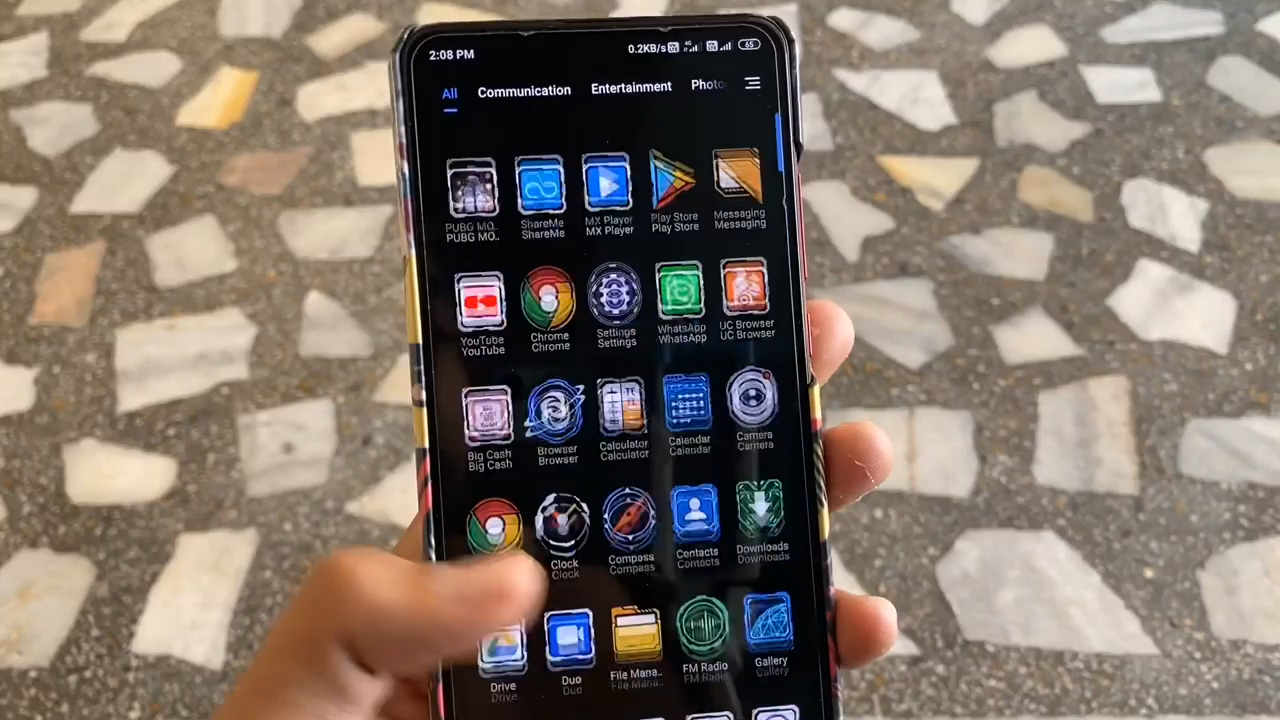 2:08 PM 0.2KB/s 65
All Communication Entertainment Photo
PUBG MO.. ShareMe MX Player Play Store Messaging
PUBG MO.. ShareMe MX Player Play Store Messaging
YouTube Chrome Settings WhatsApp UC Browser
YouTube Chrome Settings WhatsApp UC Browser
Big Cash Browser Calculator Calendar Camera
Big Cash Browser Calculator Calendar Camera
Clock Compass Contacts Downloads
Clock Compass Contacts Downloads
Drive Duo File Mana.. FM Radio Gallery
Drive Duo File Mana.. FM Radio Gallery